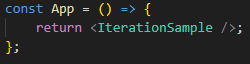 const App = () => {
    return <IterationSample />;
};